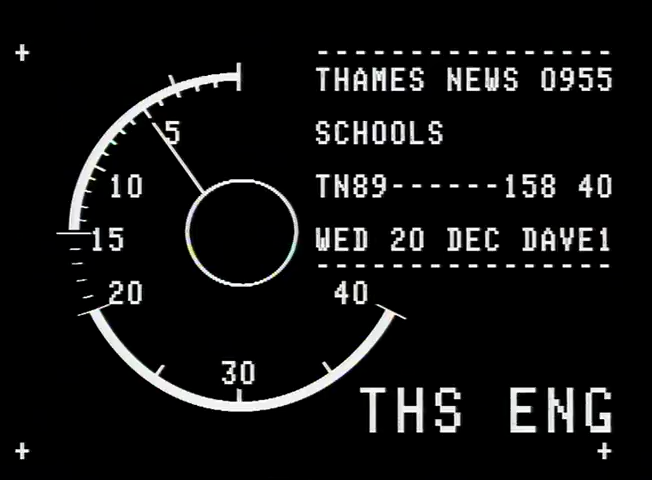 ----------------
THAMES NEWS 0955
SCHOOLS
TN89------158 40
WED 20 DEC DAVE1
----------------
5
10
15
20
30
40
THS ENG